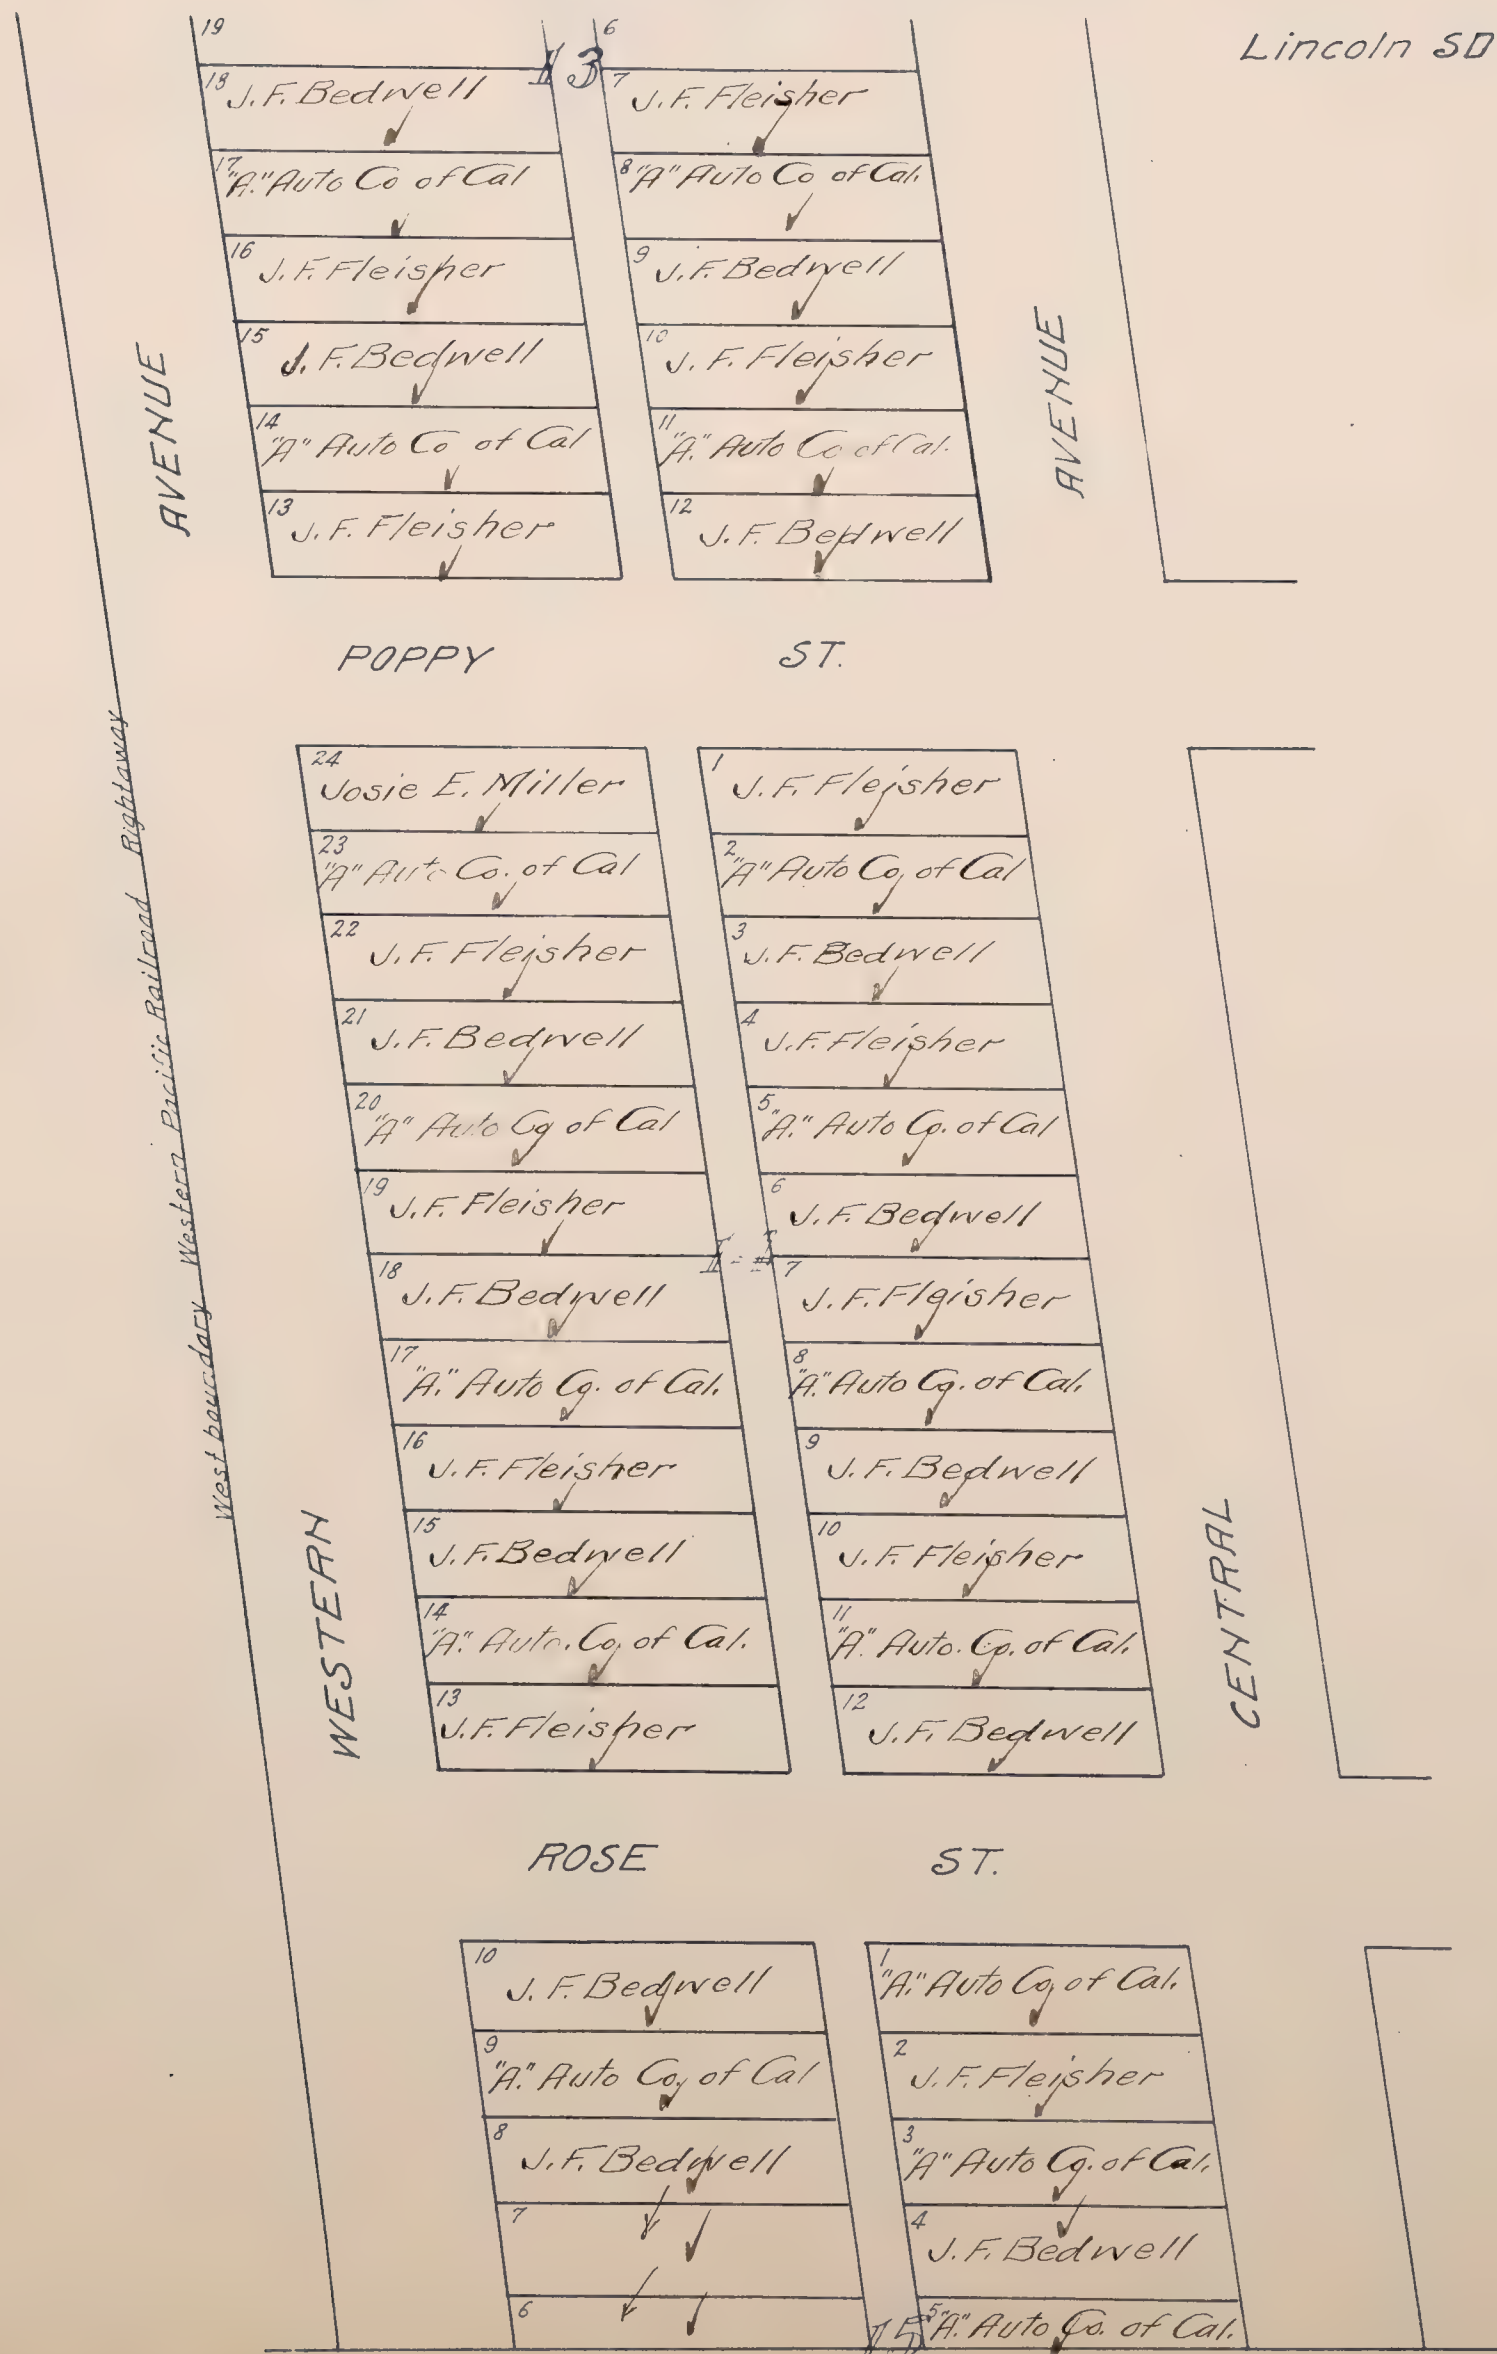 Lincoln SD
19
6
3
18 J.F. Bedwell
7 J.F. Fleisher
17 "A." Auto Co of Cal
8 "A" Auto Co of Cal.
16 J.F. Fleisher
9 J.F. Bedwell
15 J.F. Bedwell
10 J.F. Fleisher
14 "A" Auto Co of Cal
11 "A." Auto Co of Cal.
13 J.F. Fleisher
12 J.F. Bedwell
AVENUE
AVENUE
POPPY ST.
24 Josie E. Miller
1 J.F. Fleisher
23 "A" Auto Co. of Cal
2 "A" Auto Co. of Cal
22 J.F. Fleisher
3 J.F. Bedwell
21 J.F. Bedwell
4 J.F. Fleisher
20 "A" Auto Co of Cal
5 "A." Auto Co. of Cal
19 J.F. Fleisher
6 J.F. Bedwell
18 J.F. Bedwell
7 J.F. Fleisher
17 "A." Auto Co. of Cal.
8 "A." Auto Co. of Cal.
16 J.F. Fleisher
9 J.F. Bedwell
15 J.F. Bedwell
10 J.F. Fleisher
14 "A." Auto. Co. of Cal.
11 "A." Auto. Co. of Cal.
13 J.F. Fleisher
12 J.F. Bedwell
West boundary Western Pacific Railroad Rightaway
WESTERN
CENTRAL
ROSE ST.
10 J.F. Bedwell
1 "A." Auto Co. of Cal.
9 "A." Auto Co. of Cal
2 J.F. Fleisher
8 J.F. Bedwell
3 "A" Auto Co. of Cal.
7
4 J.F. Bedwell
6
5 "A." Auto Co. of Cal.